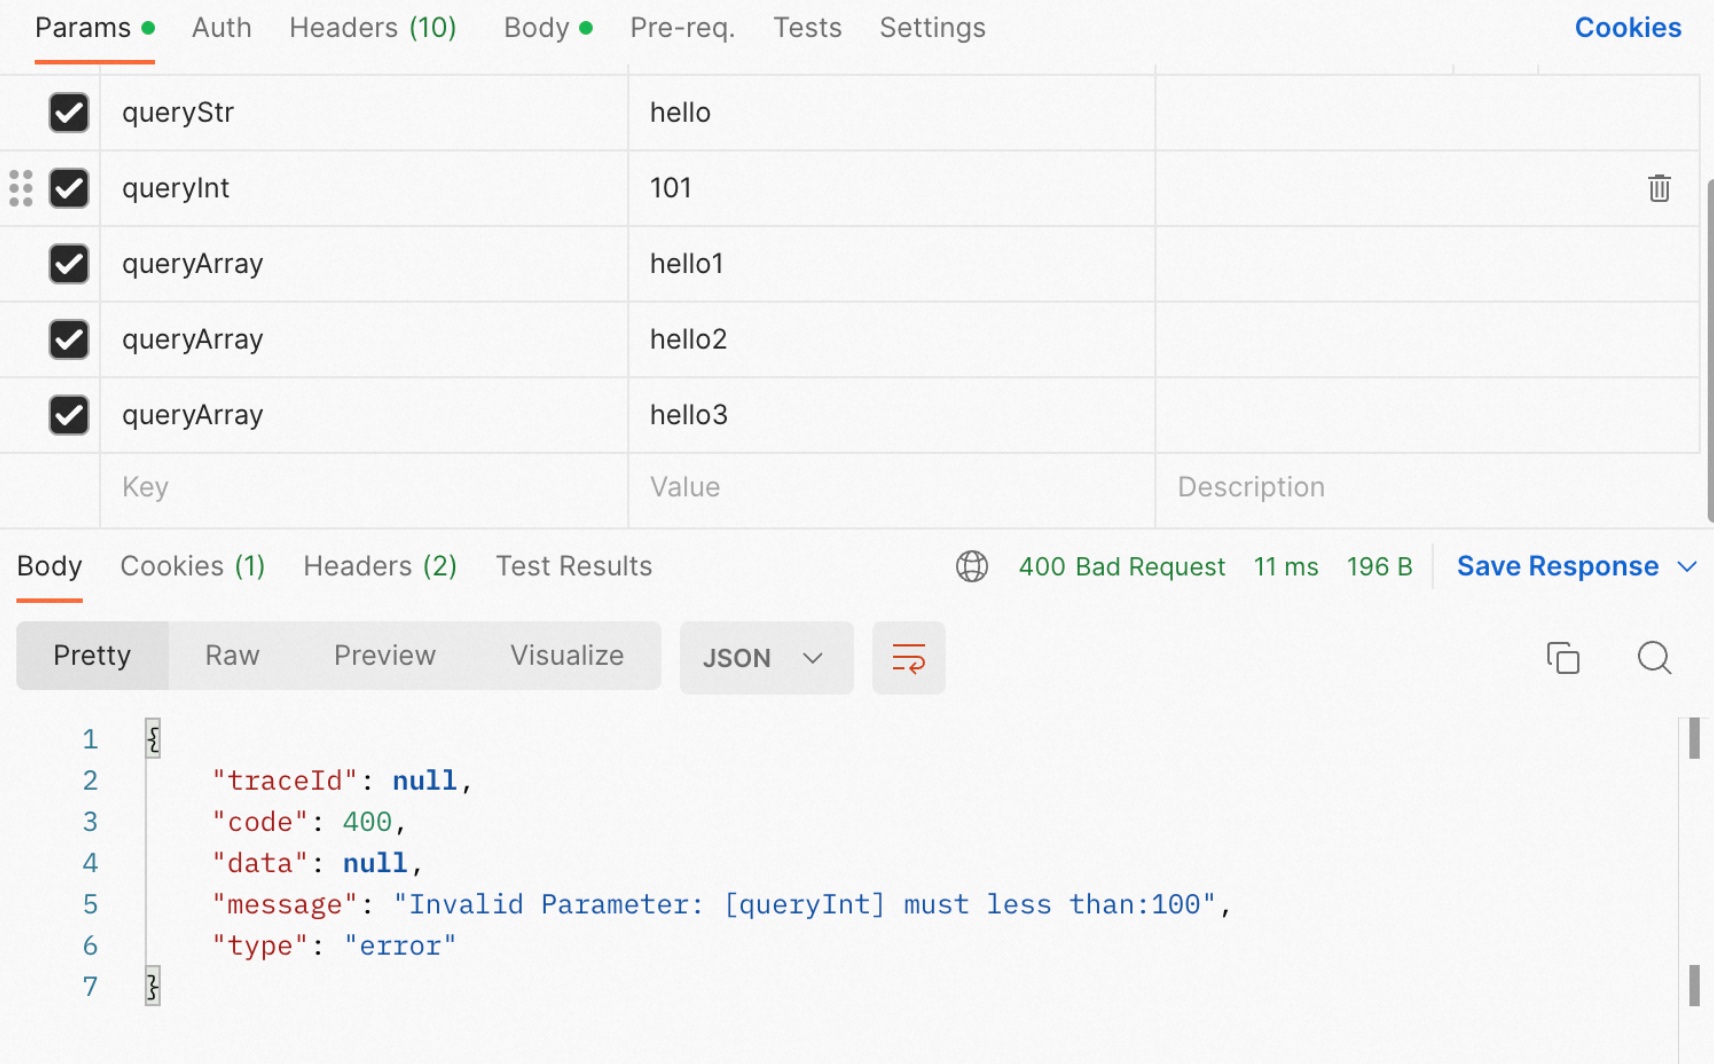 Params Auth Headers (10) Body Pre-req. Tests Settings Cookies
queryStr hello
queryInt 101
queryArray hello1
queryArray hello2
queryArray hello3
Key Value Description
Body Cookies (1) Headers (2) Test Results 400 Bad Request 11 ms 196 B Save Response
Pretty Raw Preview Visualize JSON
1 {
2 "traceId": null,
3 "code": 400,
4 "data": null,
5 "message": "Invalid Parameter: [queryInt] must less than:100",
6 "type": "error"
7 }